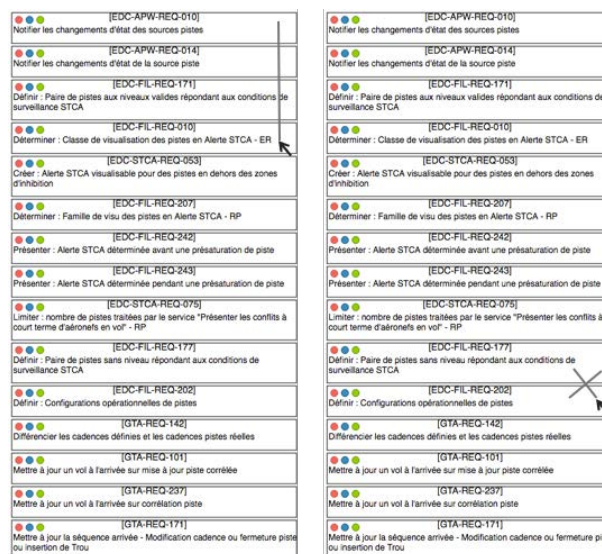 [EDC-APW-REQ-010]
Notifier les changements d'état des sources pistes
[EDC-APW-REQ-014]
Notifier les changements d'état de la source piste
[EDC-FIL-REQ-171]
Définir : Paire de pistes aux niveaux valides répondant aux conditions de
surveillance STCA
[EDC-FIL-REQ-010]
Déterminer : Classe de visualisation des pistes en Alerte STCA - ER
[EDC-STCA-REQ-053]
Créer : Alerte STCA visualisable pour des pistes en dehors des zones
d'inhibition
[EDC-FIL-REQ-207]
Déterminer : Famille de visu des pistes en Alerte STCA - RP
[EDC-FIL-REQ-242]
Présenter : Alerte STCA déterminée avant une présaturation de piste
[EDC-FIL-REQ-243]
Présenter : Alerte STCA déterminée pendant une présaturation de piste
[EDC-STCA-REQ-075]
Limiter : nombre de pistes traitées par le service "Présenter les conflits à
court terme d'aéronefs en vol" - RP
[EDC-FIL-REQ-177]
Définir : Paire de pistes sans niveau répondant aux conditions de
surveillance STCA
[EDC-FIL-REQ-202]
Définir : Configurations opérationnelles de pistes
[GTA-REQ-142]
Différencier les cadences définies et les cadences pistes réelles
[GTA-REQ-101]
Mettre à jour un vol à l'arrivée sur mise à jour piste corrélée
[GTA-REQ-237]
Mettre à jour un vol à l'arrivée sur corrélation piste
[GTA-REQ-171]
Mettre à jour la séquence arrivée - Modification cadence ou fermeture piste
ou insertion de Trou
[EDC-APW-REQ-010]
Notifier les changements d'état des sources pistes
[EDC-APW-REQ-014]
Notifier les changements d'état de la source piste
[EDC-FIL-REQ-171]
Définir : Paire de pistes aux niveaux valides répondant aux conditions de
surveillance STCA
[EDC-FIL-REQ-010]
Déterminer : Classe de visualisation des pistes en Alerte STCA - ER
[EDC-STCA-REQ-053]
Créer : Alerte STCA visualisable pour des pistes en dehors des zones
d'inhibition
[EDC-FIL-REQ-207]
Déterminer : Famille de visu des pistes en Alerte STCA - RP
[EDC-FIL-REQ-242]
Présenter : Alerte STCA déterminée avant une présaturation de piste
[EDC-FIL-REQ-243]
Présenter : Alerte STCA déterminée pendant une présaturation de piste
[EDC-STCA-REQ-075]
Limiter : nombre de pistes traitées par le service "Présenter les conflits à
court terme d'aéronefs en vol" - RP
[EDC-FIL-REQ-177]
Définir : Paire de pistes sans niveau répondant aux conditions de
surveillance STCA
[EDC-FIL-REQ-202]
Définir : Configurations opérationnelles de pistes
[GTA-REQ-142]
Différencier les cadences définies et les cadences pistes réelles
[GTA-REQ-101]
Mettre à jour un vol à l'arrivée sur mise à jour piste corrélée
[GTA-REQ-237]
Mettre à jour un vol à l'arrivée sur corrélation piste
[GTA-REQ-171]
Mettre à jour la séquence arrivée - Modification cadence ou fermeture pi
ou insertion de Trou